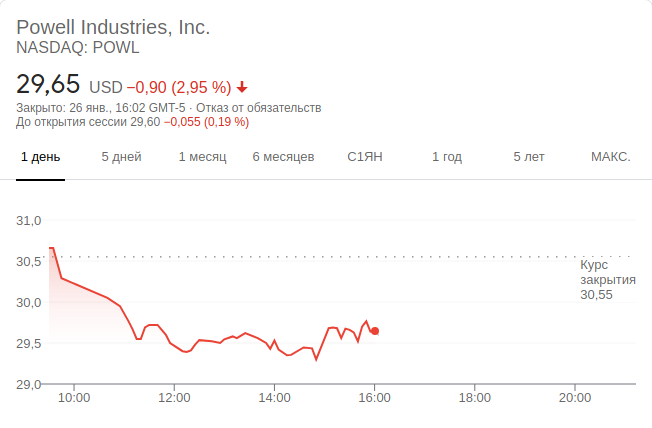 Powell Industries, Inc.
NASDAQ: POWL
29,65 USD −0,90 (2,95 %)
Закрыто: 26 янв., 16:02 GMT-5 · Отказ от обязательств
До открытия сессии 29,60 −0,055 (0,19 %)
1 день 5 дней 1 месяц 6 месяцев С1ЯН 1 год 5 лет МАКС.
31,0
30,5
30,0
29,5
29,0
Курс
закрытия
30,55
10:00 12:00 14:00 16:00 18:00 20:00